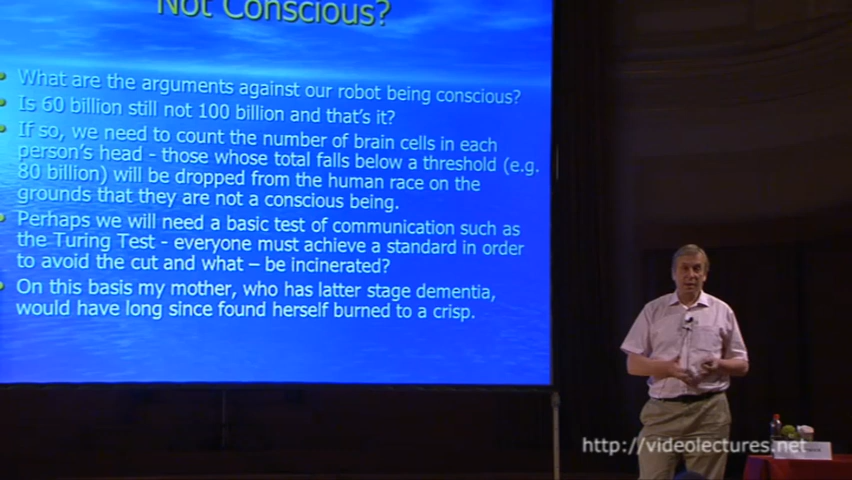 Not Conscious?
What are the arguments against our robot being conscious?
Is 60 billion still not 100 billion and that's it?
If so, we need to count the number of brain cells in each
person's head - those whose total falls below a threshold (e.g.
80 billion) will be dropped from the human race on the
grounds that they are not a conscious being.
Perhaps we will need a basic test of communication such as
the Turing Test - everyone must achieve a standard in order
to avoid the cut and what – be incinerated?
On this basis my mother, who has latter stage dementia,
would have long since found herself burned to a crisp.
http://videolectures.net